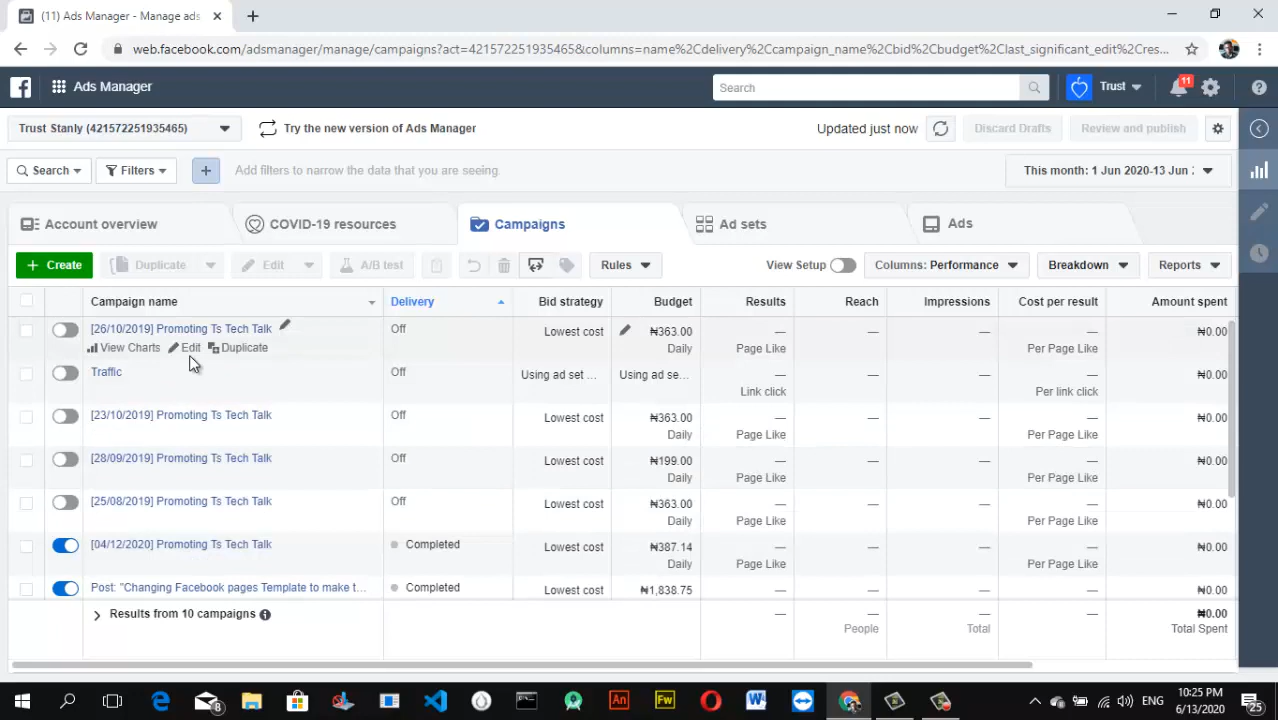 (11) Ads Manager - Manage ads
web.facebook.com/adsmanager/manage/campaigns?act=421572251935465&columns=name%2Cdelivery%2Ccampaign_name%2Cbid%2Cbudget%2Clast_significant_edit%2Cres...
Ads Manager
Search
Trust
11
Trust Stanly (421572251935465)
Try the new version of Ads Manager
Updated just now
Discard Drafts
Review and publish
Search
Filters
Add filters to narrow the data that you are seeing.
This month: 1 Jun 2020-13 Jun
Account overview
COVID-19 resources
Campaigns
Ad sets
Ads
+ Create
Duplicate
Edit
A/B test
Rules
View Setup
Columns: Performance
Breakdown
Reports
Campaign name Delivery Bid strategy Budget Results Reach Impressions Cost per result Amount spent
[26/10/2019] Promoting Ts Tech Talk Off Lowest cost ₦363.00 — — — — ₦0.00
View Charts Edit Duplicate Daily Page Like Per Page Like
Traffic Off Using ad set ... Using ad se... — — — — ₦0.00
Link click Per link click
[23/10/2019] Promoting Ts Tech Talk Off Lowest cost ₦363.00 — — — — ₦0.00
Daily Page Like Per Page Like
[28/09/2019] Promoting Ts Tech Talk Off Lowest cost ₦199.00 — — — — ₦0.00
Daily Page Like Per Page Like
[25/08/2019] Promoting Ts Tech Talk Off Lowest cost ₦363.00 — — — — ₦0.00
Daily Page Like Per Page Like
[04/12/2020] Promoting Ts Tech Talk Completed Lowest cost ₦387.14 — — — — ₦0.00
Daily Page Like Per Page Like
Post: "Changing Facebook pages Template to make t... Completed Lowest cost ₦1,838.75 — — — — ₦0.00
Results from 10 campaigns — — — — ₦0.00
People Total Total Spent
8
An
Fw
ENG
10:25 PM
6/13/2020
25